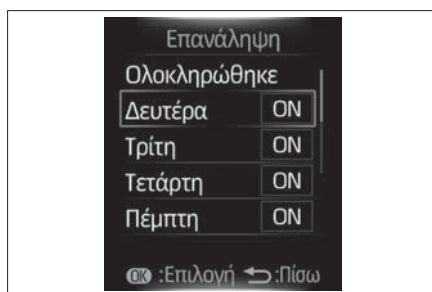 Επανάληψη
Ολοκληρώθηκε
Δευτέρα ON
Τρίτη ON
Τετάρτη ON
Πέμπτη ON
OK :Επιλογή :Πίσω